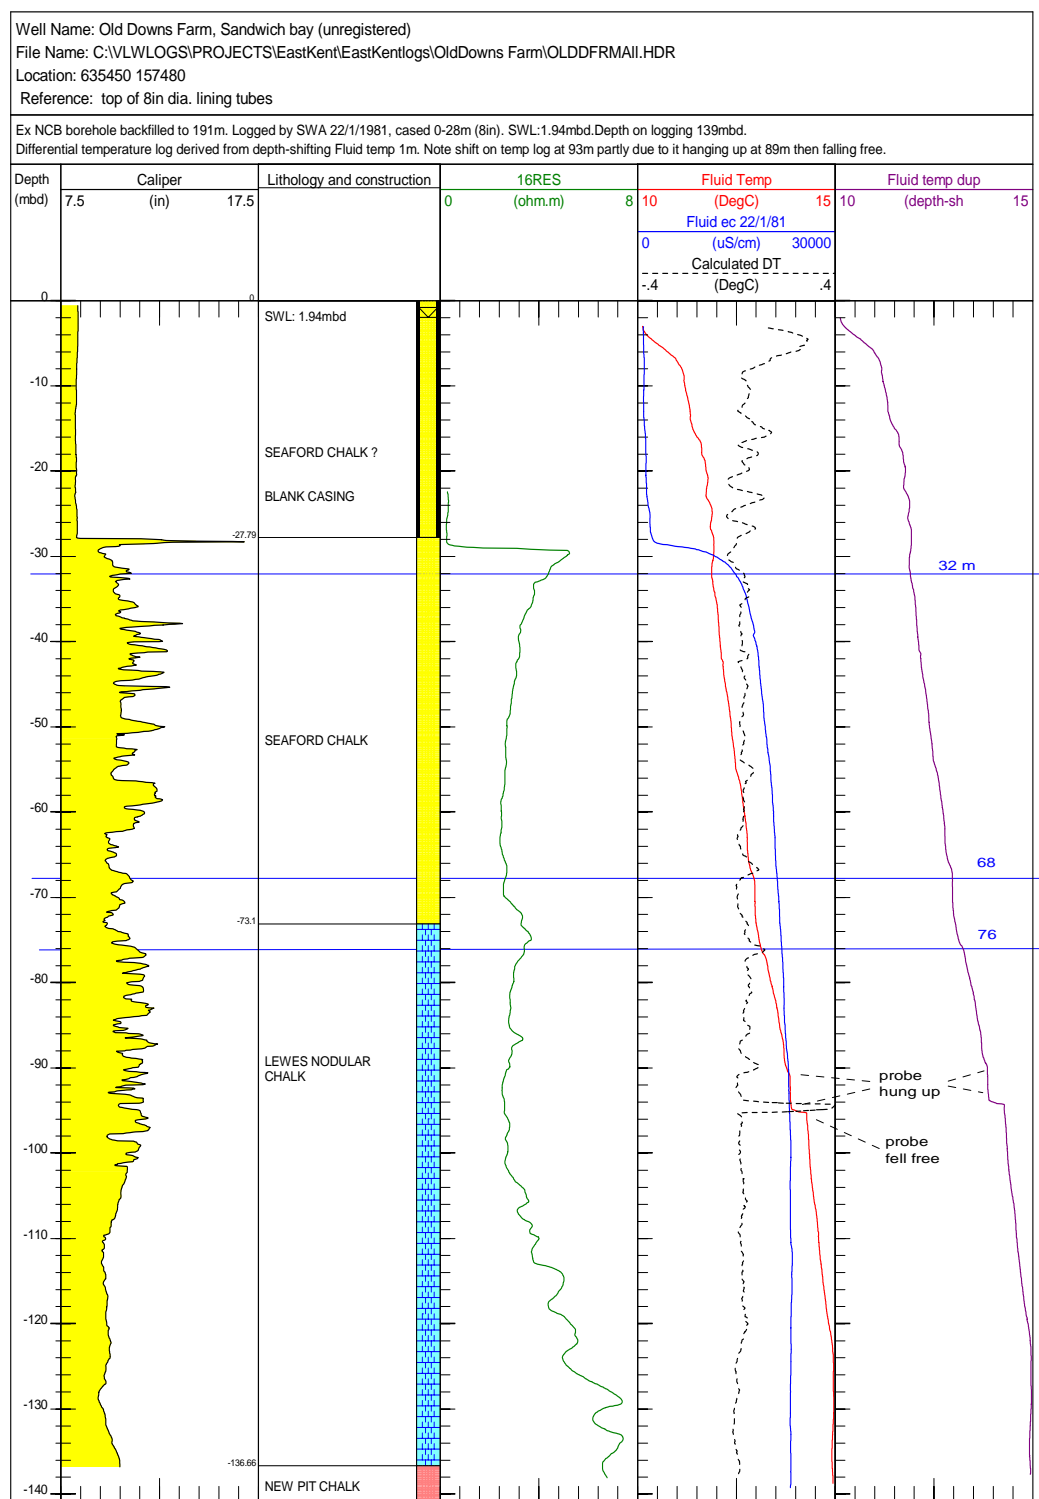 Well Name: Old Downs Farm, Sandwich bay (unregistered)
File Name: C:\VLWLOGS\PROJECTS\EastKent\EastKentlogs\OldDowns Farm\OLDDFRMAll.HDR
Location: 635450 157480
Reference: top of 8in dia. lining tubes
Ex NCB borehole backfilled to 191m. Logged by SWA 22/1/1981, cased 0-28m (8in). SWL:1.94mbd.Depth on logging 139mbd.
Differential temperature log derived from depth-shifting Fluid temp 1m. Note shift on temp log at 93m partly due to it hanging up at 89m then falling free.
Depth Caliper Lithology and construction 16RES Fluid Temp Fluid temp dup
(mbd) 7.5 (in) 17.5 0 (ohm.m) 8 10 (DegC) 15 10 (depth-sh 15
Fluid ec 22/1/81
0 (uS/cm) 30000
Calculated DT
-.4 (DegC) .4
0 0
SWL: 1.94mbd
-10
SEAFORD CHALK ?
-20
BLANK CASING
-27.79
-30
32 m
-40
-50
SEAFORD CHALK
-60
68
-70
-73.1
76
-80
-90
LEWES NODULAR
CHALK
probe
hung up
probe
fell free
-100
-110
-120
-130
-136.66
-140
NEW PIT CHALK